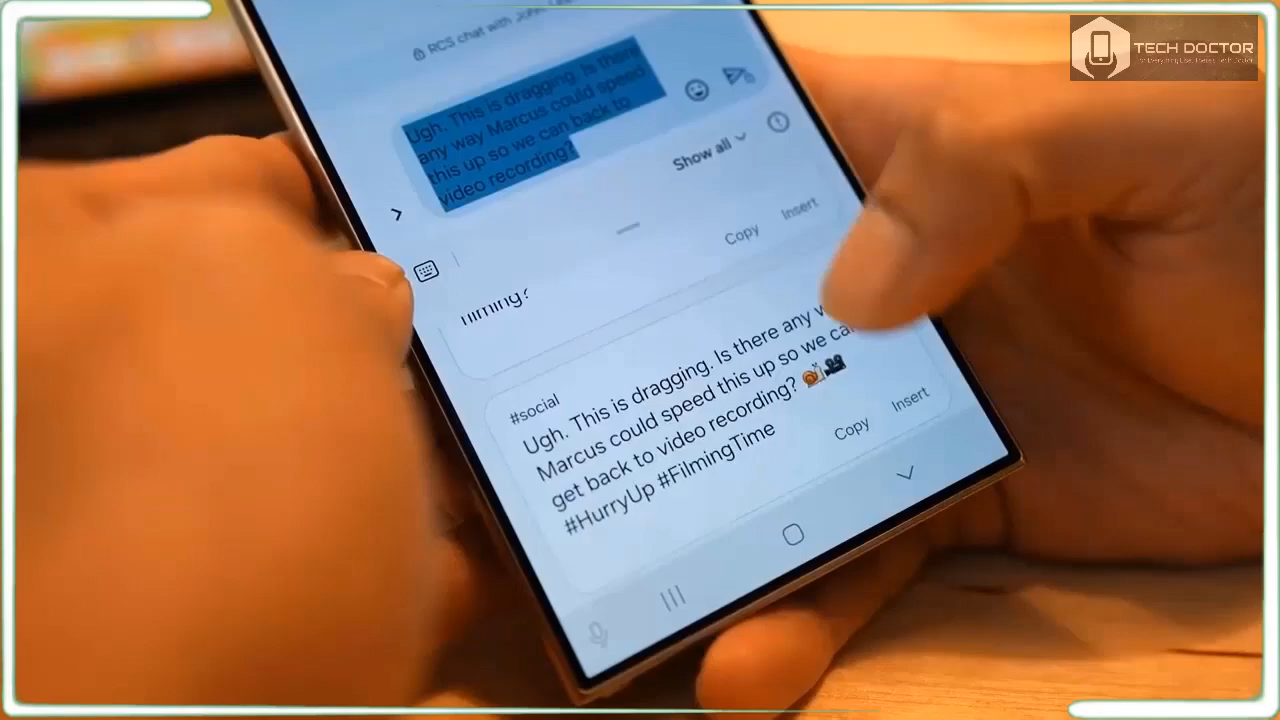 TECH DOCTOR
RCS chat with John
Ugh. This is dragging. Is there
any way Marcus could speed
this up so we can back to
video recording?
Show all
Copy
Insert
filming?
#social
Ugh. This is dragging. Is there any
Marcus could speed this up so we can
get back to video recording? 🐌🎥
#HurryUp #FilmingTime
Copy
Insert